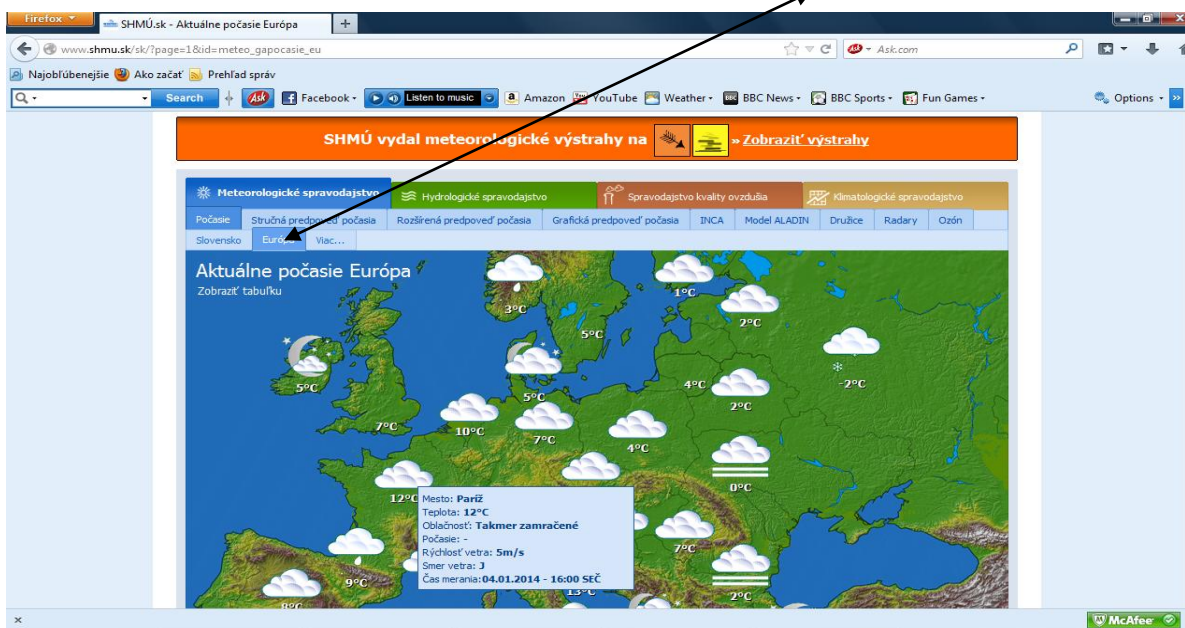 Firefox
SHMÚ.sk - Aktuálne počasie Európa
+
www.shmu.sk/sk/?page=1&id=meteo_gapocasie_eu
Ask.com
Najobľúbenejšie Ako začať Prehľad správ
Search Ask Facebook Listen to music Amazon YouTube Weather BBC News BBC Sports Fun Games Options
SHMÚ vydal meteorologické výstrahy na » Zobraziť výstrahy
Meteorologické spravodajstvo Hydrologické spravodajstvo Spravodajstvo kvality ovzdušia Klimatologické spravodajstvo
Počasie Stručná predpoveď počasia Rozšírená predpoveď počasia Grafická predpoveď počasia INCA Model ALADIN Družice Radary Ozón
Slovensko Európa Viac...
Aktuálne počasie Európa
Zobraziť tabuľku
1°C
3°C
2°C
5°C
5°C
4°C
-2°C
5°C
2°C
7°C
10°C
7°C
4°C
0°C
12°C
Mesto: Paríž
Teplota: 12°C
Oblačnosť: Takmer zamračené
Počasie: -
Rýchlosť vetra: 5m/s
Smer vetra: J
Čas merania: 04.01.2014 - 16:00 SEČ
7°C
9°C
2°C
13°C
8°C
x
McAfee